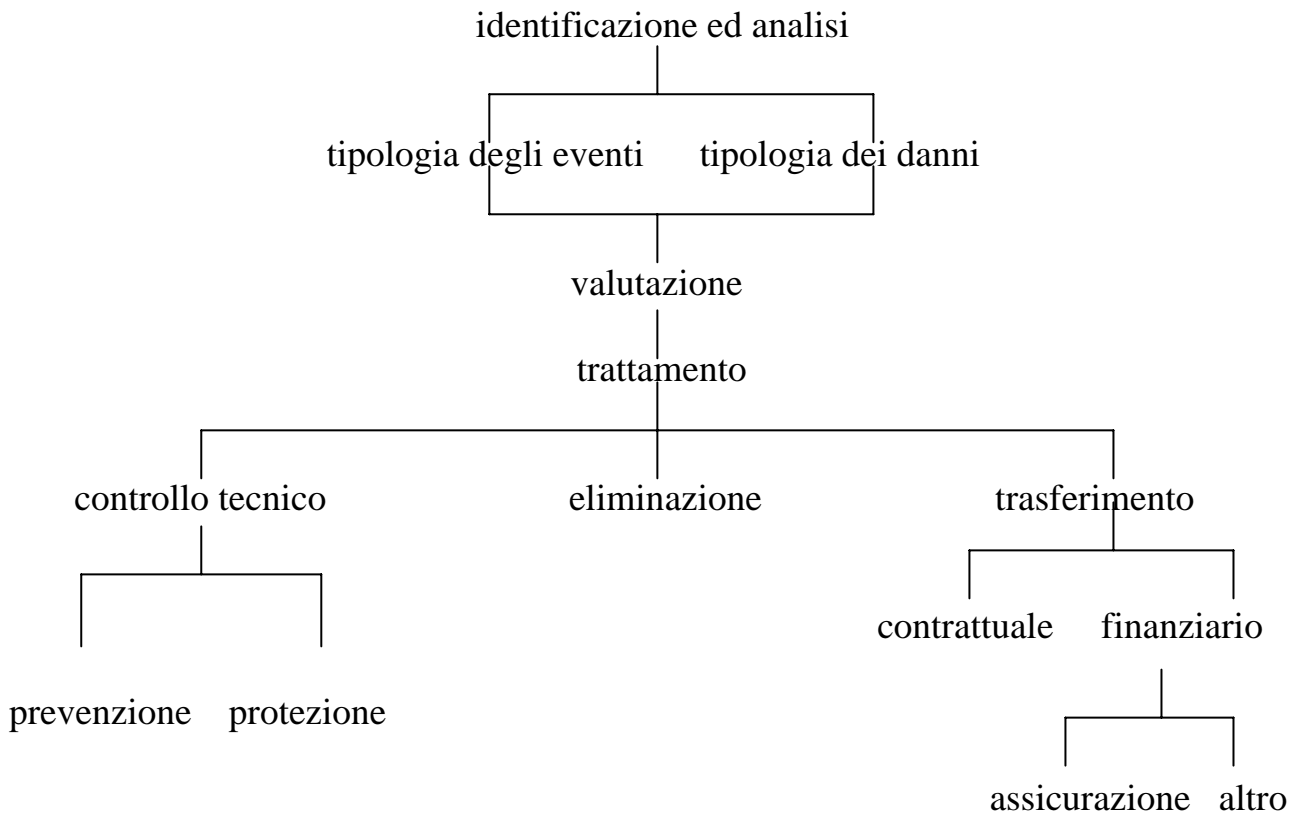 identificazione ed analisi
tipologia degli eventi
tipologia dei danni
valutazione
trattamento
controllo tecnico
eliminazione
trasferimento
contrattuale
finanziario
prevenzione
protezione
assicurazione
altro